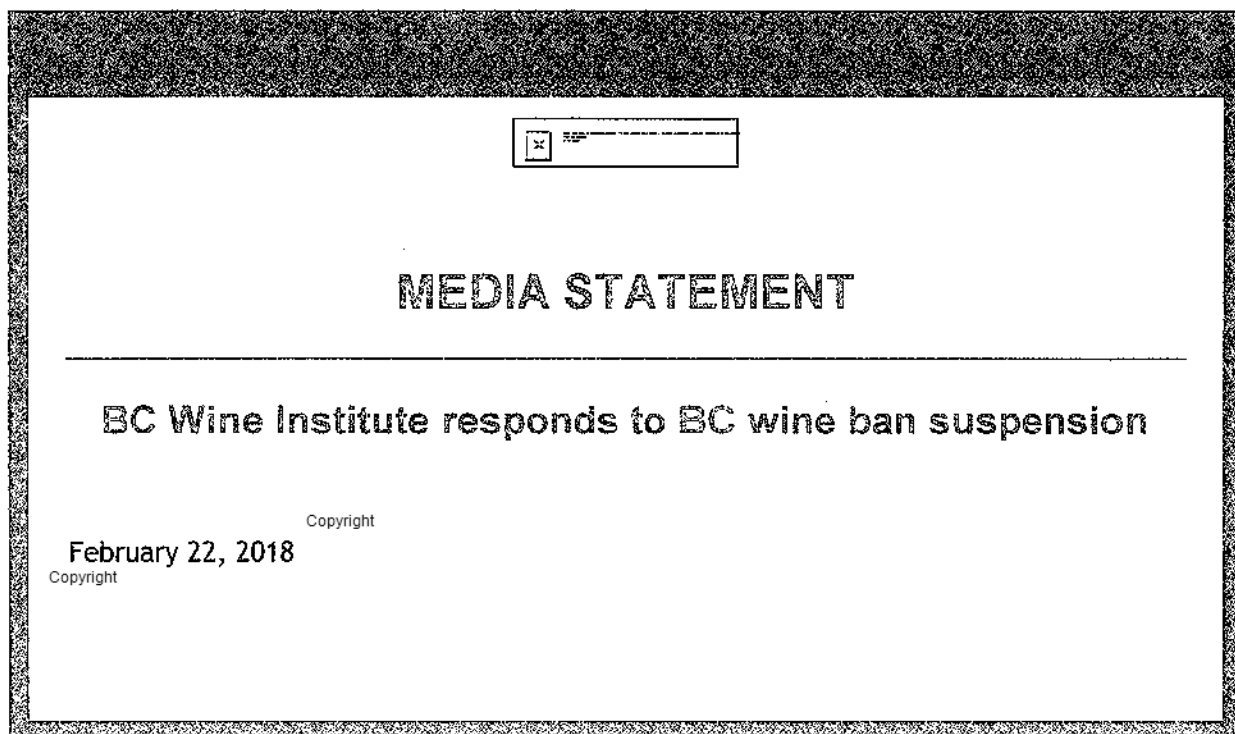 MEDIA STATEMENT
BC Wine Institute responds to BC wine ban suspension
Copyright
February 22, 2018
Copyright